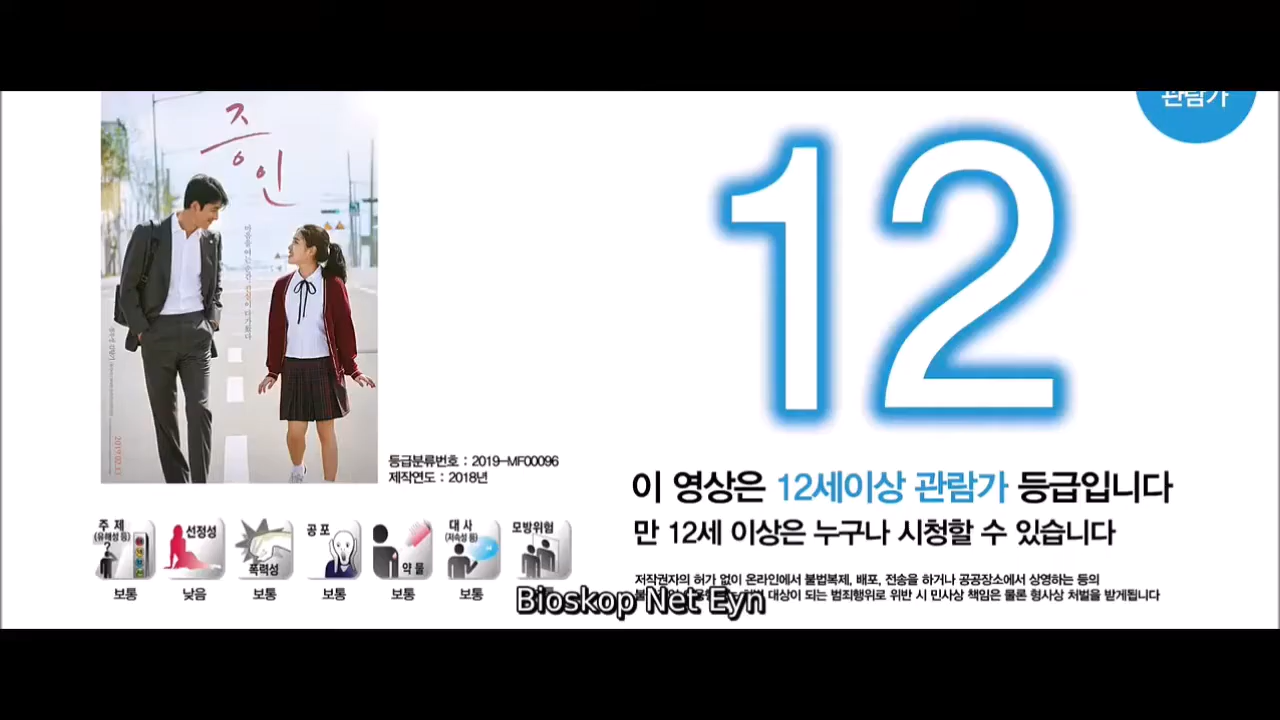 관람가
증인
12
등급분류번호 : 2019-MF00096
제작연도 : 2018년
이 영상은 12세이상 관람가 등급입니다
만 12세 이상은 누구나 시청할 수 있습니다
주 제
(유해성 등)
선정성
폭력성
공 포
약 물
대 사
(저속성 등)
모방위험
보통
낮음
보통
보통
보통
보통
저작권자의 허가 없이 온라인에서 불법복제, 배포, 전송을 하거나 공공장소에서 상영하는 등의
대상이 되는 범죄행위로 위반 시 민사상 책임은 물론 형사상 처벌을 받게됩니다
Bioskop Net Eyn